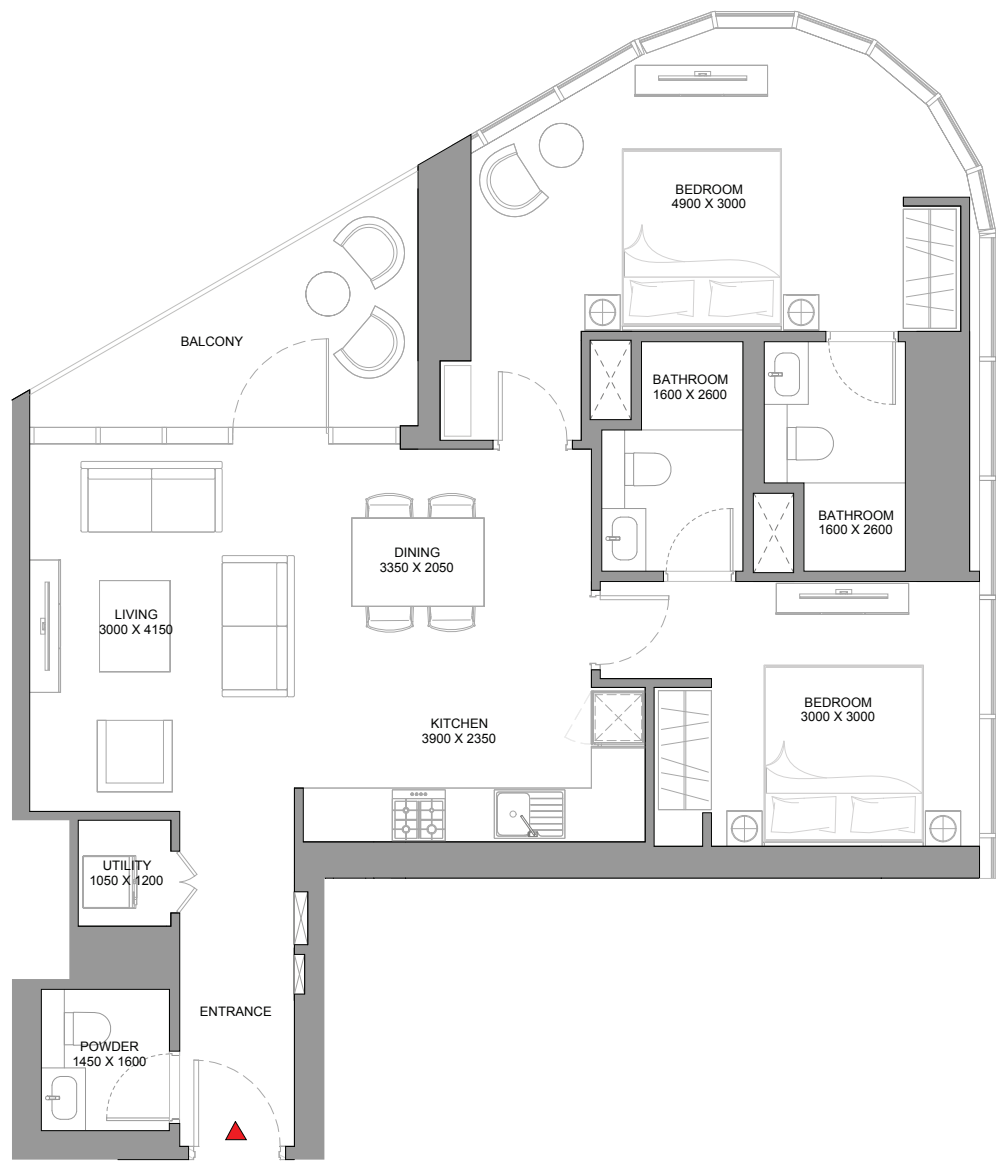 BEDROOM
4900 X 3000
BALCONY
BATHROOM
1600 X 2600
BATHROOM
1600 X 2600
DINING
3350 X 2050
LIVING
3000 X 4150
BEDROOM
3000 X 3000
KITCHEN
3900 X 2350
UTILITY
1050 X 1200
ENTRANCE
POWDER
1450 X 1600